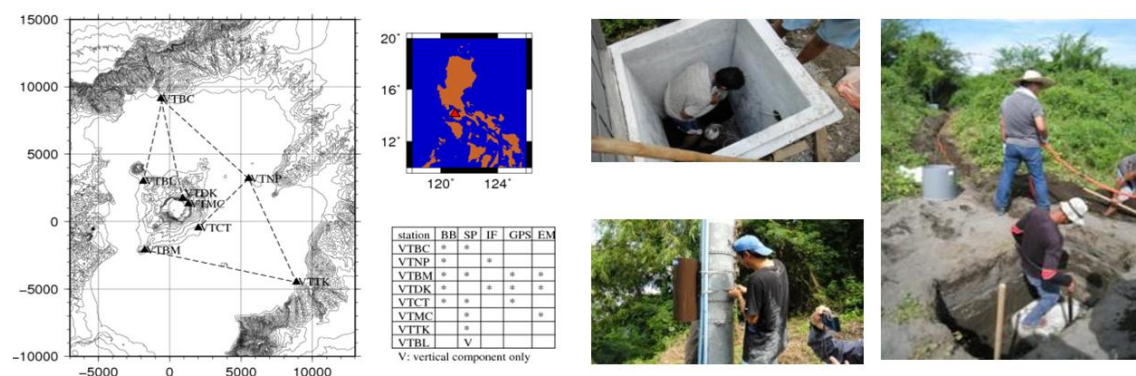 15000
10000
5000
0
−5000
−10000
−5000
0
5000
10000
VTBC
VTNP
VTBL
VTDK
VTMC
VTCT
VTBM
VTTK
20˚
16˚
12˚
120˚
124˚
station BB SP IF GPS EM
VTBC * *
VTNP * *
VTBM * * * *
VTDK * * * *
VTCT * * *
VTMC * *
VTTK *
VTBL V
V: vertical component only